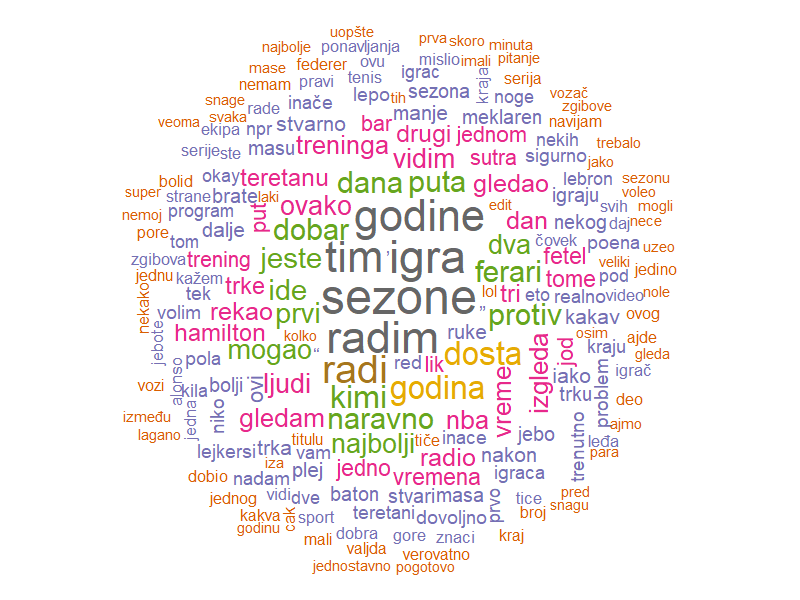 uopšte
najbolje ponavljanja prva skoro minuta
mase federer ovu mislio imali pitanje
nemam pravi tenis igrac kraja serija
snage rade inače lepo tih sezona noge vozač
veoma svaka stvarno bar manje meklaren zgibove
ekipa npr treninga drugi jednom nekih navijam
serije ste masu vidim sutra sigurno trebalo
okay teretanu dana puta gledao lebron jako
super bolid strane brate laki ovako godine edit dan igraju svih voleo sezonu
nemoj program put dobar nekog daj nece mogli
pore tom dalje jeste tim ' igra dva čovek poena uzeo
zgibova trening ferari fetel veliki jedino
jednu kažem trke ide sezone lol tri tome pod video nole
nekako tek rekao prvi ” protiv eto realno ovog
volim hamilton kolko radim ruke kakav osim ajde
jebote pola mogao “ red dosta jod kraju gleda
vozi alonso kila bolji ovi ljudi radi lik izgleda iako igrač
između jedna niko kimi godina vreme trku problem deo
lagano gledam naravno nba jebo leđa ajmo
lejkersi trka titulu najbolji tiče inace nakon trenutno para
dobio nadam iza vam plej jedno radio vremena igraca
jednog vidi dve baton stvari masa prvo tice pred
kakva godinu cak sport teretani dovoljno broj snagu
mali dobra gore znaci kraj
valjda verovatno
jednostavno pogotovo